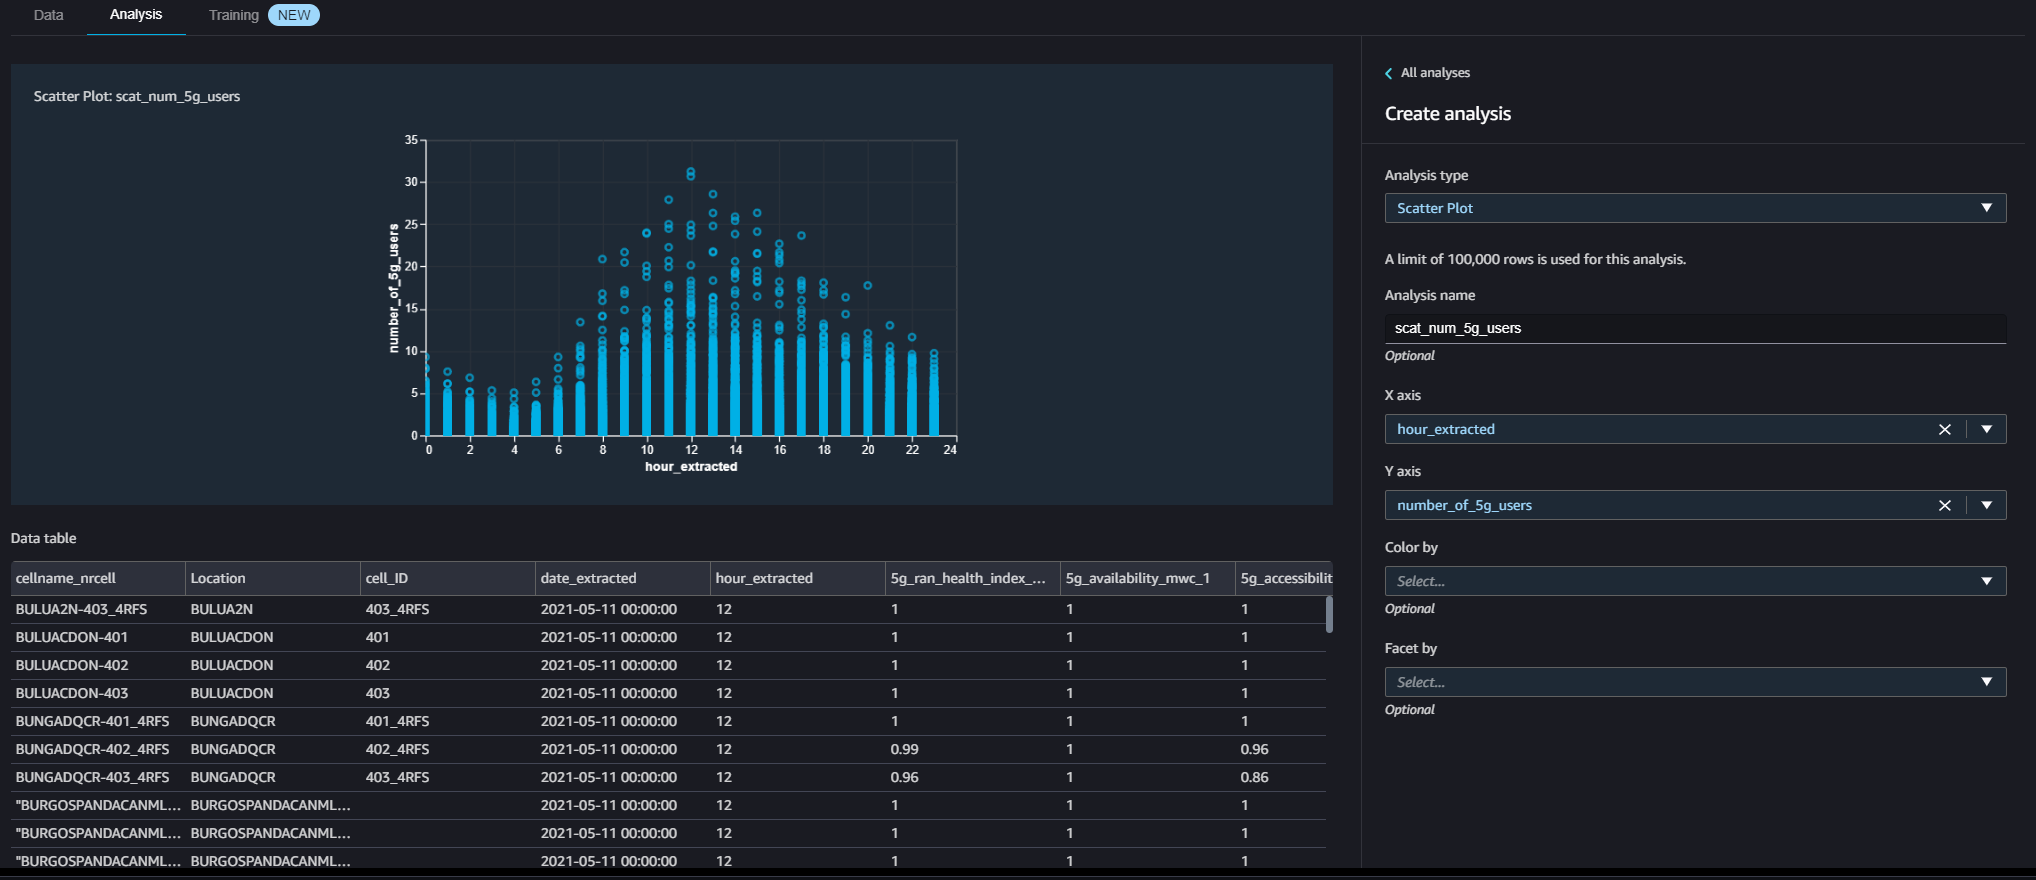 Data Analysis Training NEW
Scatter Plot: scat_num_5g_users
35
30
25
20
15
10
5
0
number_of_5g_users
0 2 4 6 8 10 12 14 16 18 20 22 24
hour_extracted
Data table
cellname_nrcell Location cell_ID date_extracted hour_extracted 5g_ran_health_index_... 5g_availability_mwc_1 5g_accessibilit
BULUA2N-403_4RFS BULUA2N 403_4RFS 2021-05-11 00:00:00 12 1 1 1
BULUACDON-401 BULUACDON 401 2021-05-11 00:00:00 12 1 1 1
BULUACDON-402 BULUACDON 402 2021-05-11 00:00:00 12 1 1 1
BULUACDON-403 BULUACDON 403 2021-05-11 00:00:00 12 1 1 1
BUNGADQCR-401_4RFS BUNGADQCR 401_4RFS 2021-05-11 00:00:00 12 1 1 1
BUNGADQCR-402_4RFS BUNGADQCR 402_4RFS 2021-05-11 00:00:00 12 0.99 1 0.96
BUNGADQCR-403_4RFS BUNGADQCR 403_4RFS 2021-05-11 00:00:00 12 0.96 1 0.86
"BURGOSPANDACANML... BURGOSPANDACANML... 2021-05-11 00:00:00 12 1 1 1
"BURGOSPANDACANML... BURGOSPANDACANML... 2021-05-11 00:00:00 12 1 1 1
"BURGOSPANDACANML... BURGOSPANDACANML... 2021-05-11 00:00:00 12 1 1 1
All analyses
Create analysis
Analysis type
Scatter Plot
A limit of 100,000 rows is used for this analysis.
Analysis name
scat_num_5g_users
Optional
X axis
hour_extracted
Y axis
number_of_5g_users
Color by
Select...
Optional
Facet by
Select...
Optional